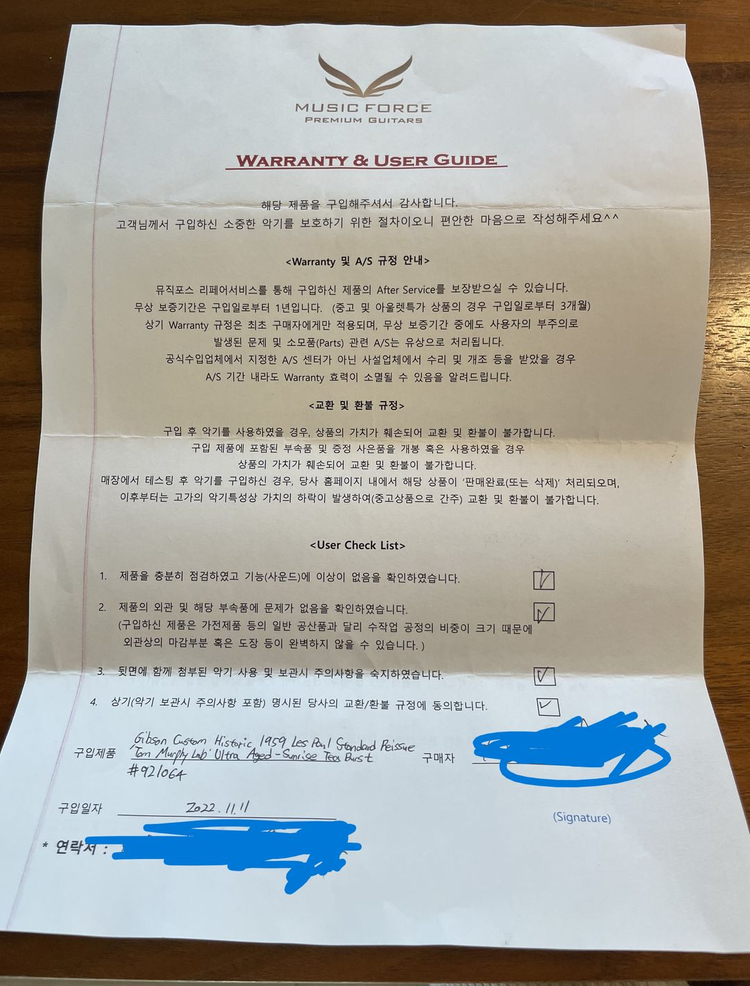 MUSIC FORCE
PREMIUM GUITARS
WARRANTY & USER GUIDE
해당 제품을 구입해주셔서 감사합니다.
고객님께서 구입하신 소중한 악기를 보호하기 위한 절차이오니 편안한 마음으로 작성해주세요^^
<Warranty 및 A/S 규정 안내>
뮤직포스 리페어서비스를 통해 구입하신 제품의 After Service를 보장받으실 수 있습니다.
무상 보증기간은 구입일로부터 1년입니다. (중고 및 아울렛특가 상품의 경우 구입일로부터 3개월)
상기 Warranty 규정은 최초 구매자에게만 적용되며, 무상 보증기간 중에도 사용자의 부주의로
발생된 문제 및 소모품(Parts) 관련 A/S는 유상으로 처리됩니다.
공식수입업체에서 지정한 A/S 센터가 아닌 사설업체에서 수리 및 개조 등을 받았을 경우
A/S 기간 내라도 Warranty 효력이 소멸될 수 있음을 알려드립니다.
<교환 및 환불 규정>
구입 후 악기를 사용하였을 경우, 상품의 가치가 훼손되어 교환 및 환불이 불가합니다.
구입 제품에 포함된 부속품 및 증정 사은품을 개봉 혹은 사용하였을 경우
상품의 가치가 훼손되어 교환 및 환불이 불가합니다.
매장에서 테스팅 후 악기를 구입하신 경우, 당사 홈페이지 내에서 해당 상품이 '판매완료(또는 삭제)' 처리되오며,
이후부터는 고가의 악기특성상 가치의 하락이 발생하여(중고상품으로 간주) 교환 및 환불이 불가합니다.
<User Check List>
1. 제품을 충분히 점검하였고 기능(사운드)에 이상이 없음을 확인하였습니다.
2. 제품의 외관 및 해당 부속품에 문제가 없음을 확인하였습니다.
(구입하신 제품은 가전제품 등의 일반 공산품과 달리 수작업 공정의 비중이 크기 때문에
외관상의 마감부분 혹은 도장 등이 완벽하지 않을 수 있습니다. )
3. 뒷면에 함께 첨부된 악기 사용 및 보관시 주의사항을 숙지하였습니다.
4. 상기(악기 보관시 주의사항 포함) 명시된 당사의 교환/환불 규정에 동의합니다.
Gibson Custom Historic 1959 Les Paul Standard Reissue
구입제품 'Tom Murphy Lab' Ultra Aged - Sunrise Tea Burst 구매자
#921064
구입일자 2022.11.11
(Signature)
* 연락처 :